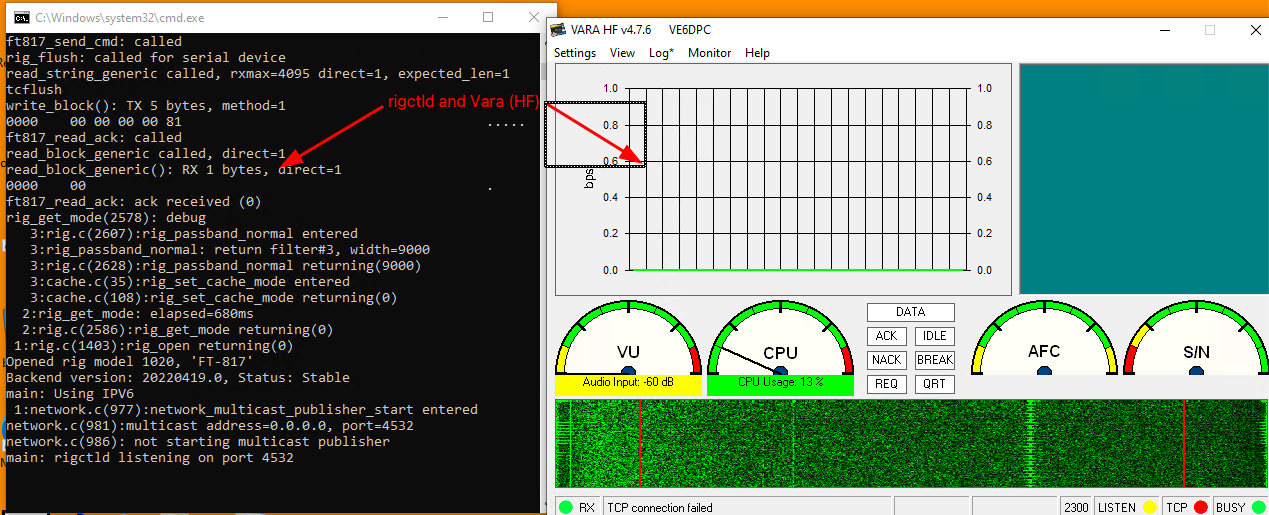 C:\Windows\system32\cmd.exe
ft817_send_cmd: called
rig_flush: called for serial device
read_string_generic called, rxmax=4095 direct=1, expected_len=1
tcflush
write_block(): TX 5 bytes, method=1
0000    00 00 00 00 81                                      .....
ft817_read_ack: called
read_block_generic called, direct=1
read_block_generic(): RX 1 bytes, direct=1
0000    00                                                  .
ft817_read_ack: ack received (0)
rig_get_mode(2578): debug
   3:rig.c(2607):rig_passband_normal entered
   3:rig_passband_normal: return filter#3, width=9000
   3:rig.c(2628):rig_passband_normal returning(9000)
   3:cache.c(35):rig_set_cache_mode entered
   3:cache.c(108):rig_set_cache_mode returning(0)
  2:rig_get_mode: elapsed=680ms
  2:rig.c(2586):rig_get_mode returning(0)
 1:rig.c(1403):rig_open returning(0)
Opened rig model 1020, 'FT-817'
Backend version: 20220419.0, Status: Stable
main: Using IPV6
 1:network.c(977):network_multicast_publisher_start entered
network.c(981):multicast address=0.0.0.0, port=4532
network.c(986): not starting multicast publisher
main: rigctld listening on port 4532
rigctld and Vara (HF)
VARA HF v4.7.6 VE6DPC
Settings View Log* Monitor Help
1.0 1.0
0.8 0.8
0.6 0.6
bps
0.4 0.4
0.2 0.2
0.0 0.0
VU
Audio Input: -60 dB
CPU
CPU Usage: 13 %
DATA
ACK IDLE
NACK BREAK
REQ QRT
AFC
S/N
RX TCP connection failed 2300 LISTEN TCP BUSY